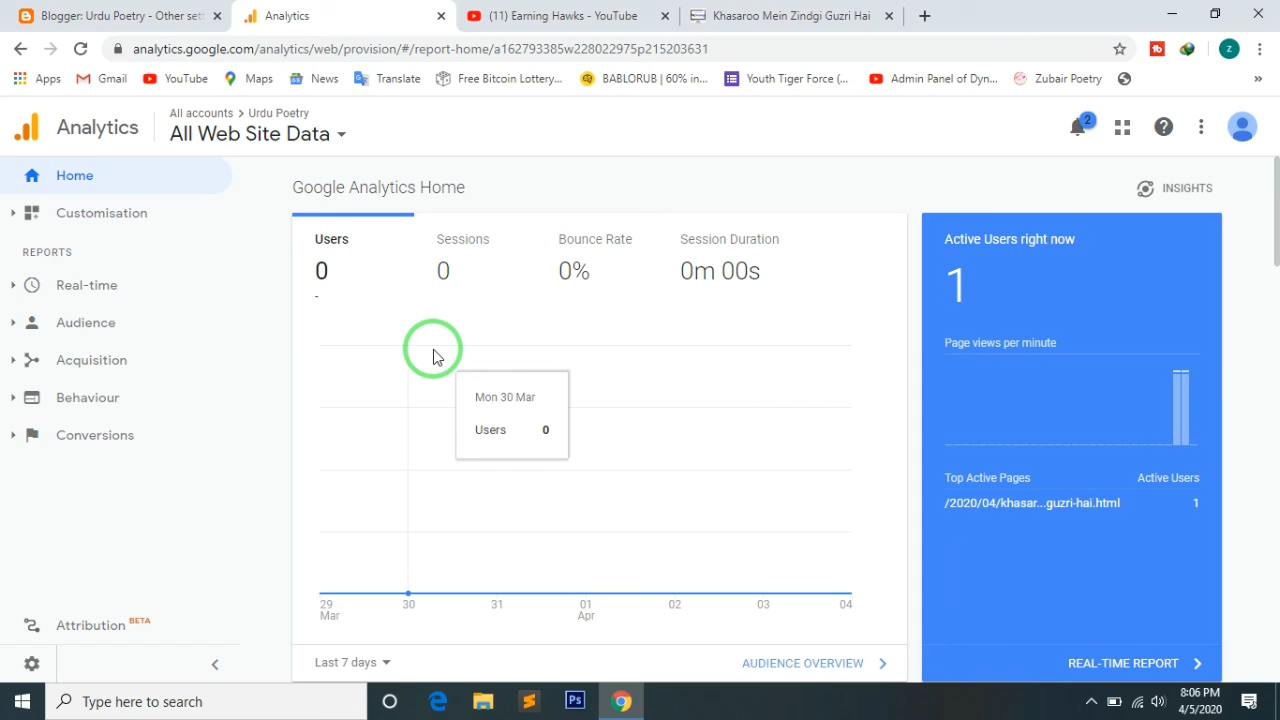 Blogger: Urdu Poetry - Other set
Analytics
(11) Earning Hawks - YouTube
Khasaroo Mein Zindgi Guzri Hai
analytics.google.com/analytics/web/provision/#/report-home/a162793385w228022975p215203631
Z
Apps
Gmail
YouTube
Maps
News
Translate
Free Bitcoin Lottery...
BABLORUB | 60% in...
Youth Tiger Force (...
Admin Panel of Dyn...
Zubair Poetry
»
Analytics
All accounts > Urdu Poetry
All Web Site Data
2
Home
Customisation
REPORTS
Real-time
Audience
Acquisition
Behaviour
Conversions
Attribution BETA
Google Analytics Home
INSIGHTS
Users
0
-
Sessions
0
Bounce Rate
0%
Session Duration
0m 00s
Mon 30 Mar
Users 0
29 Mar
30
31
01 Apr
02
03
04
Last 7 days
AUDIENCE OVERVIEW
Active Users right now
1
Page views per minute
Top Active Pages Active Users
/2020/04/khasar...guzri-hai.html 1
REAL-TIME REPORT
Type here to search
Ps
8:06 PM
4/5/2020